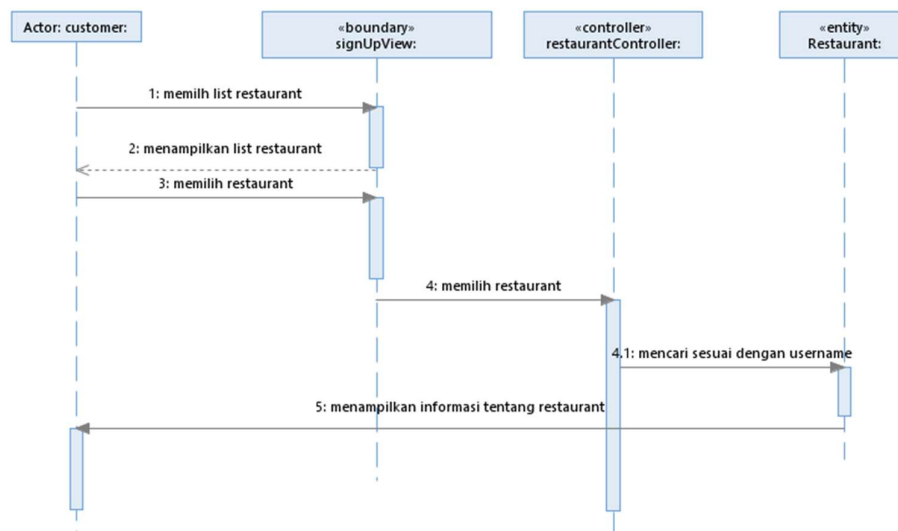 Actor: customer:
«boundary»
signUpView:
«controller»
restaurantController:
«entity»
Restaurant:
1: memilh list restaurant
2: menampilkan list restaurant
3: memilih restaurant
4: memilih restaurant
4.1: mencari sesuai dengan username
5: menampilkan informasi tentang restaurant